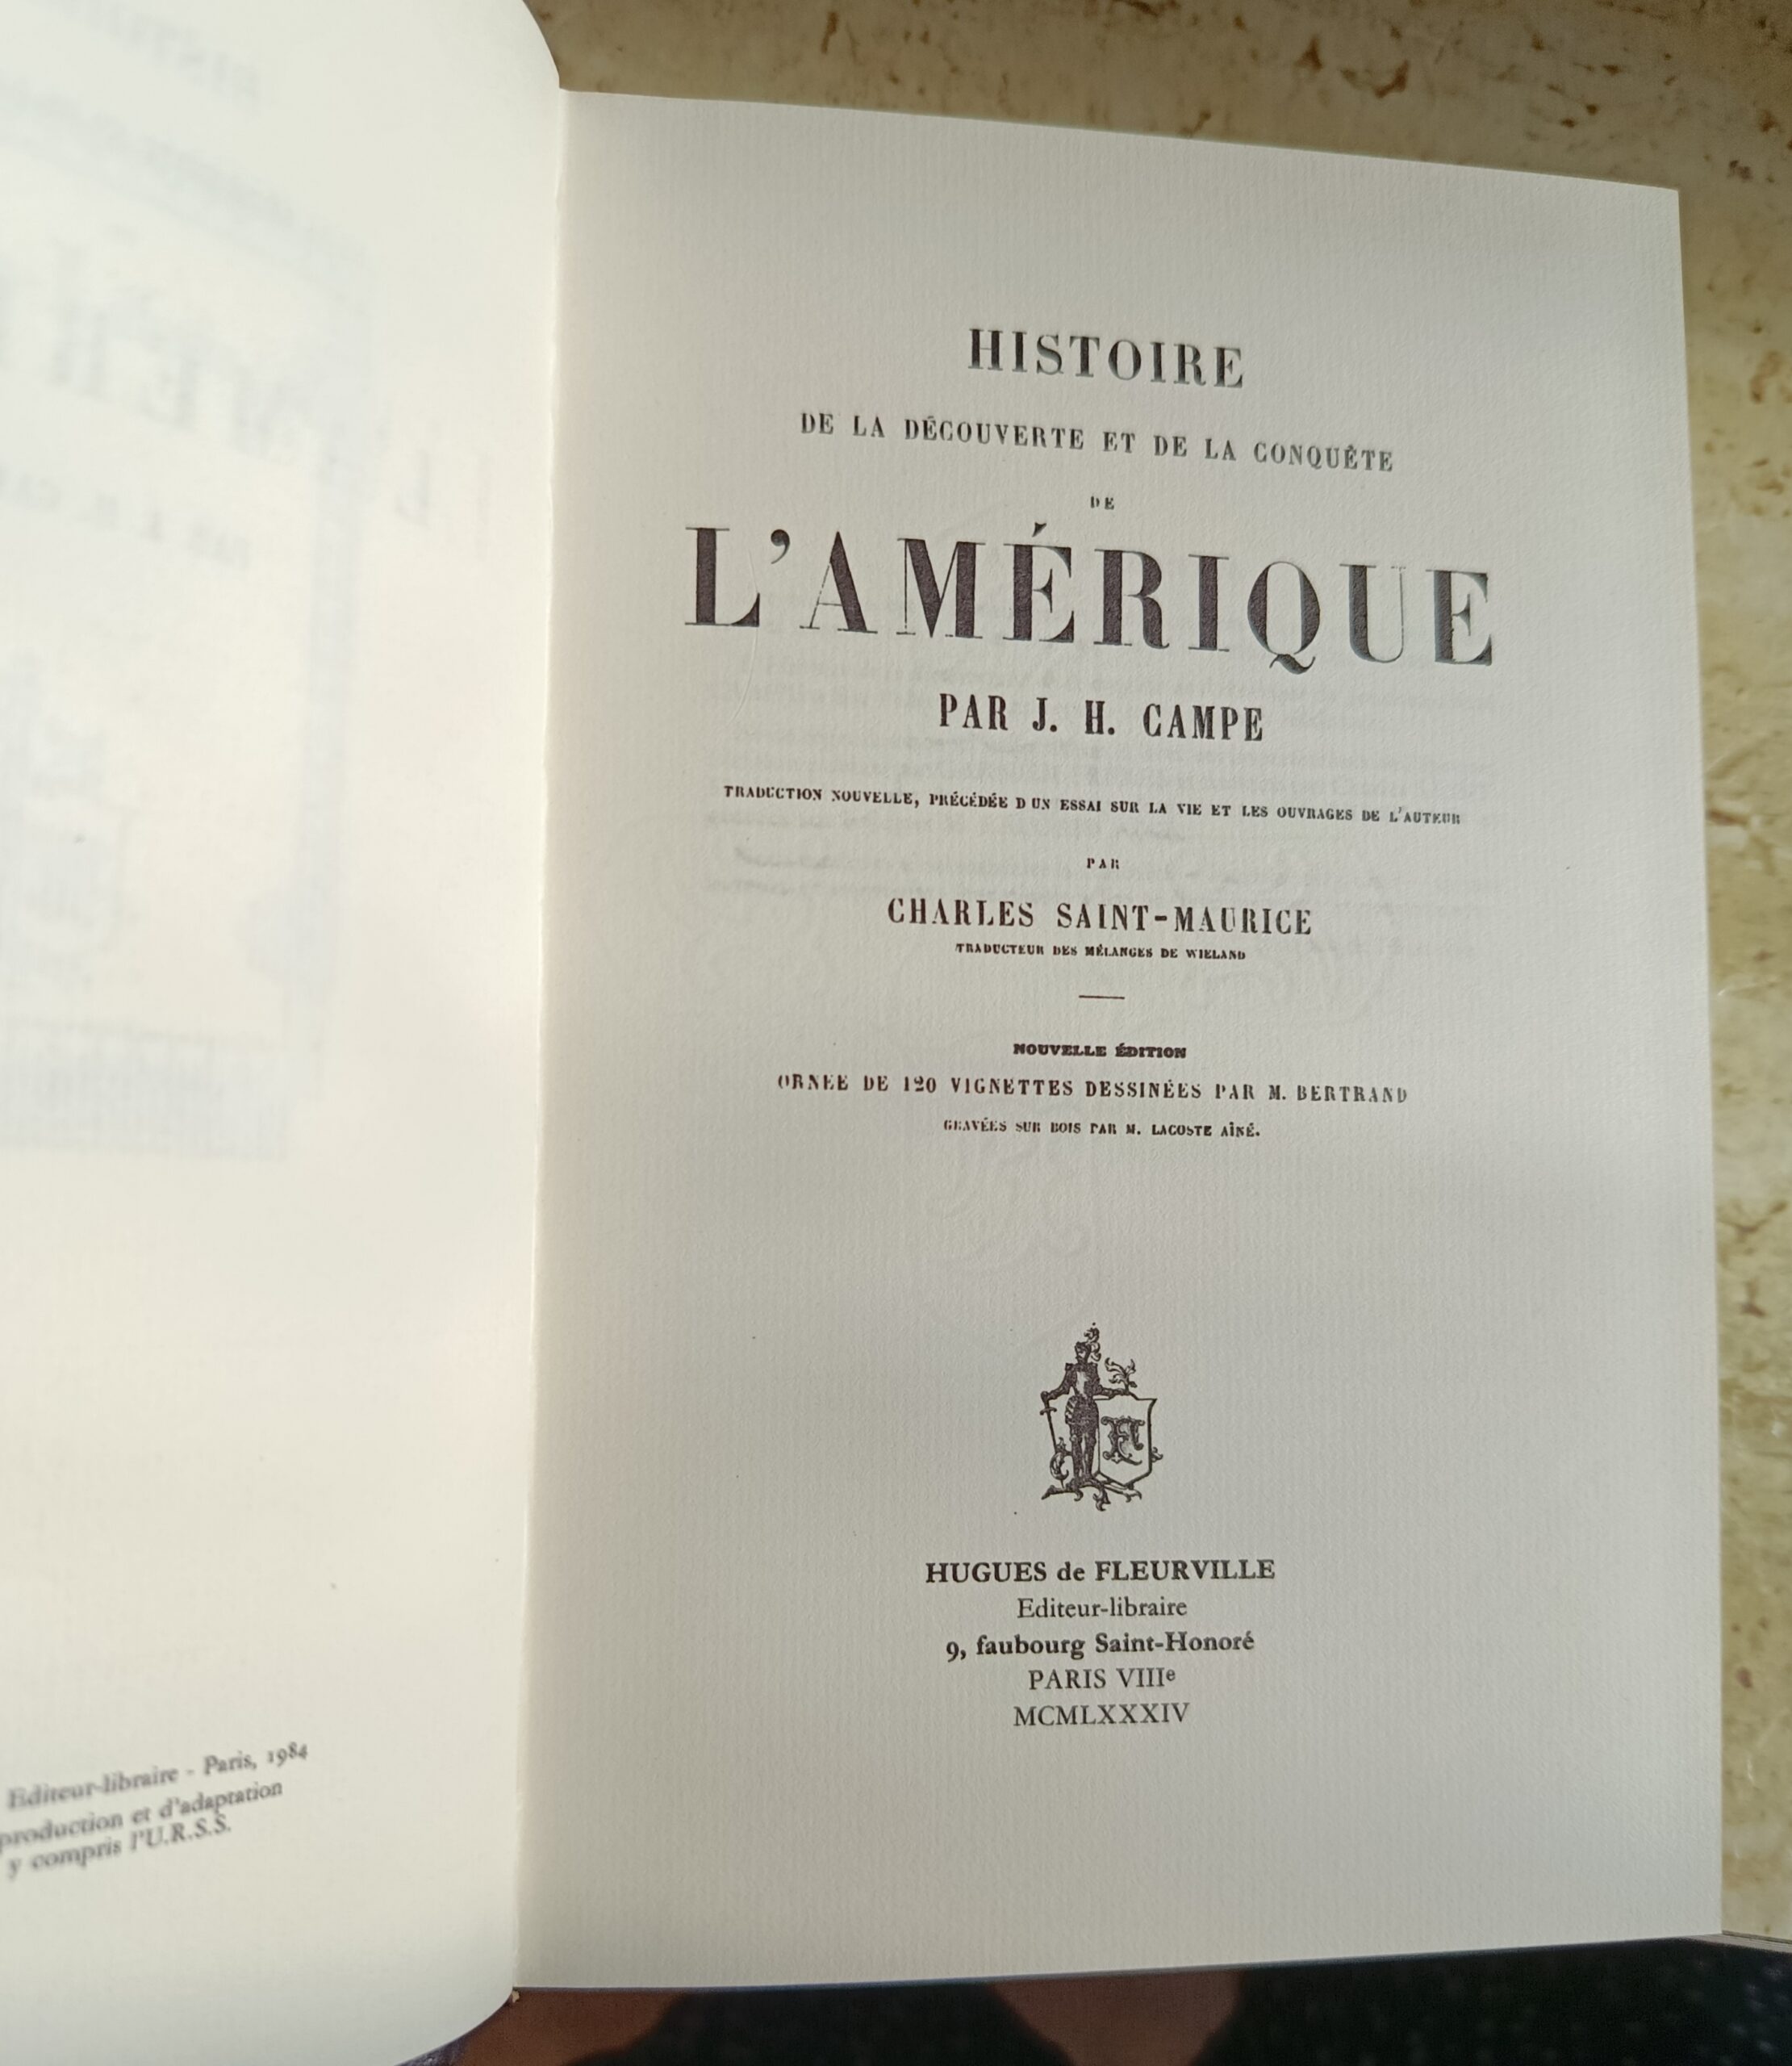 Editeur-libraire - Paris, 1984
production et d'adaptation
y compris l'U.R.S.S.
HISTOIRE
DE LA DÉCOUVERTE ET DE LA CONQUÊTE
DE
L'AMÉRIQUE
PAR J. H. CAMPE
TRADUCTION NOUVELLE, PRÉCÉDÉE D UN ESSAI SUR LA VIE ET LES OUVRAGES DE L'AUTEUR
PAR
CHARLES SAINT-MAURICE
TRADUCTEUR DES MÉLANGES DE WIELAND
NOUVELLE ÉDITION
ORNEE DE 120 VIGNETTES DESSINÉES PAR M. BERTRAND
GRAVÉES SUR BOIS PAR M. LACOSTE AÎNÉ.
F
HUGUES de FLEURVILLE
Editeur-libraire
9, faubourg Saint-Honoré
PARIS VIIIe
MCMLXXXIV